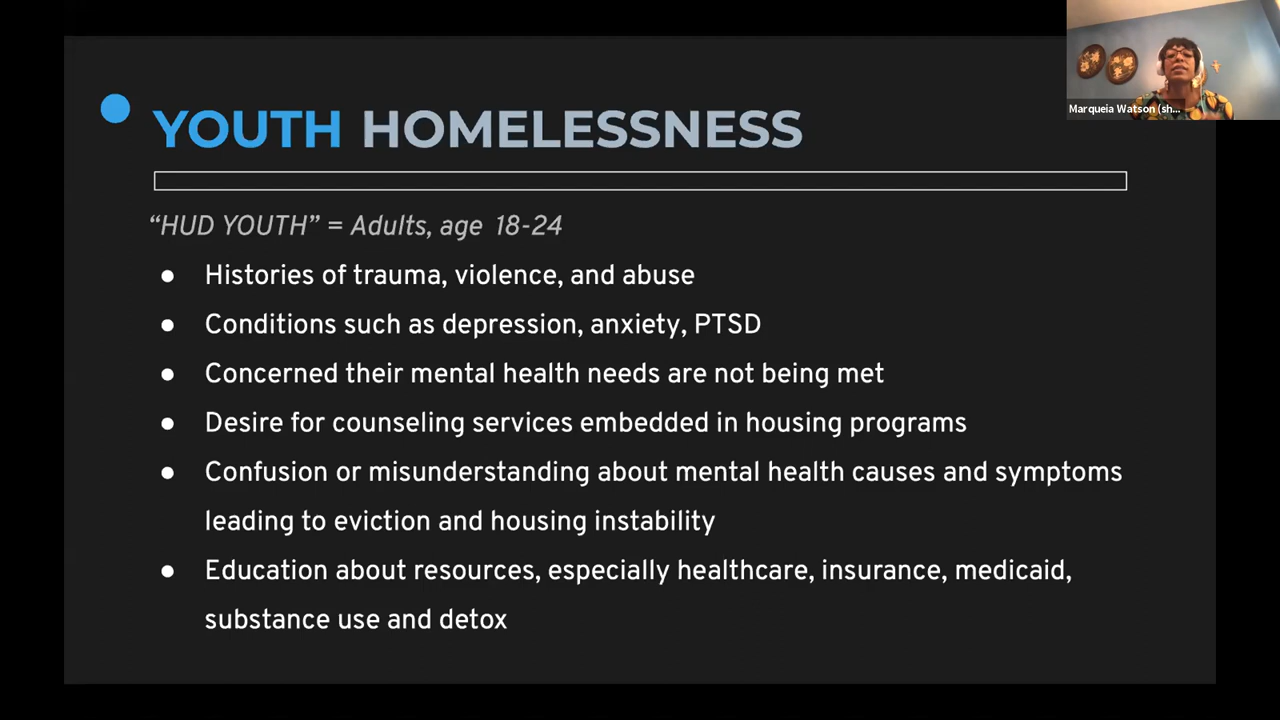 YOUTH HOMELESSNESS
“HUD YOUTH” = Adults, age 18-24
● Histories of trauma, violence, and abuse
● Conditions such as depression, anxiety, PTSD
● Concerned their mental health needs are not being met
● Desire for counseling services embedded in housing programs
● Confusion or misunderstanding about mental health causes and symptoms
leading to eviction and housing instability
● Education about resources, especially healthcare, insurance, medicaid,
substance use and detox
Marqueia Watson (sh...